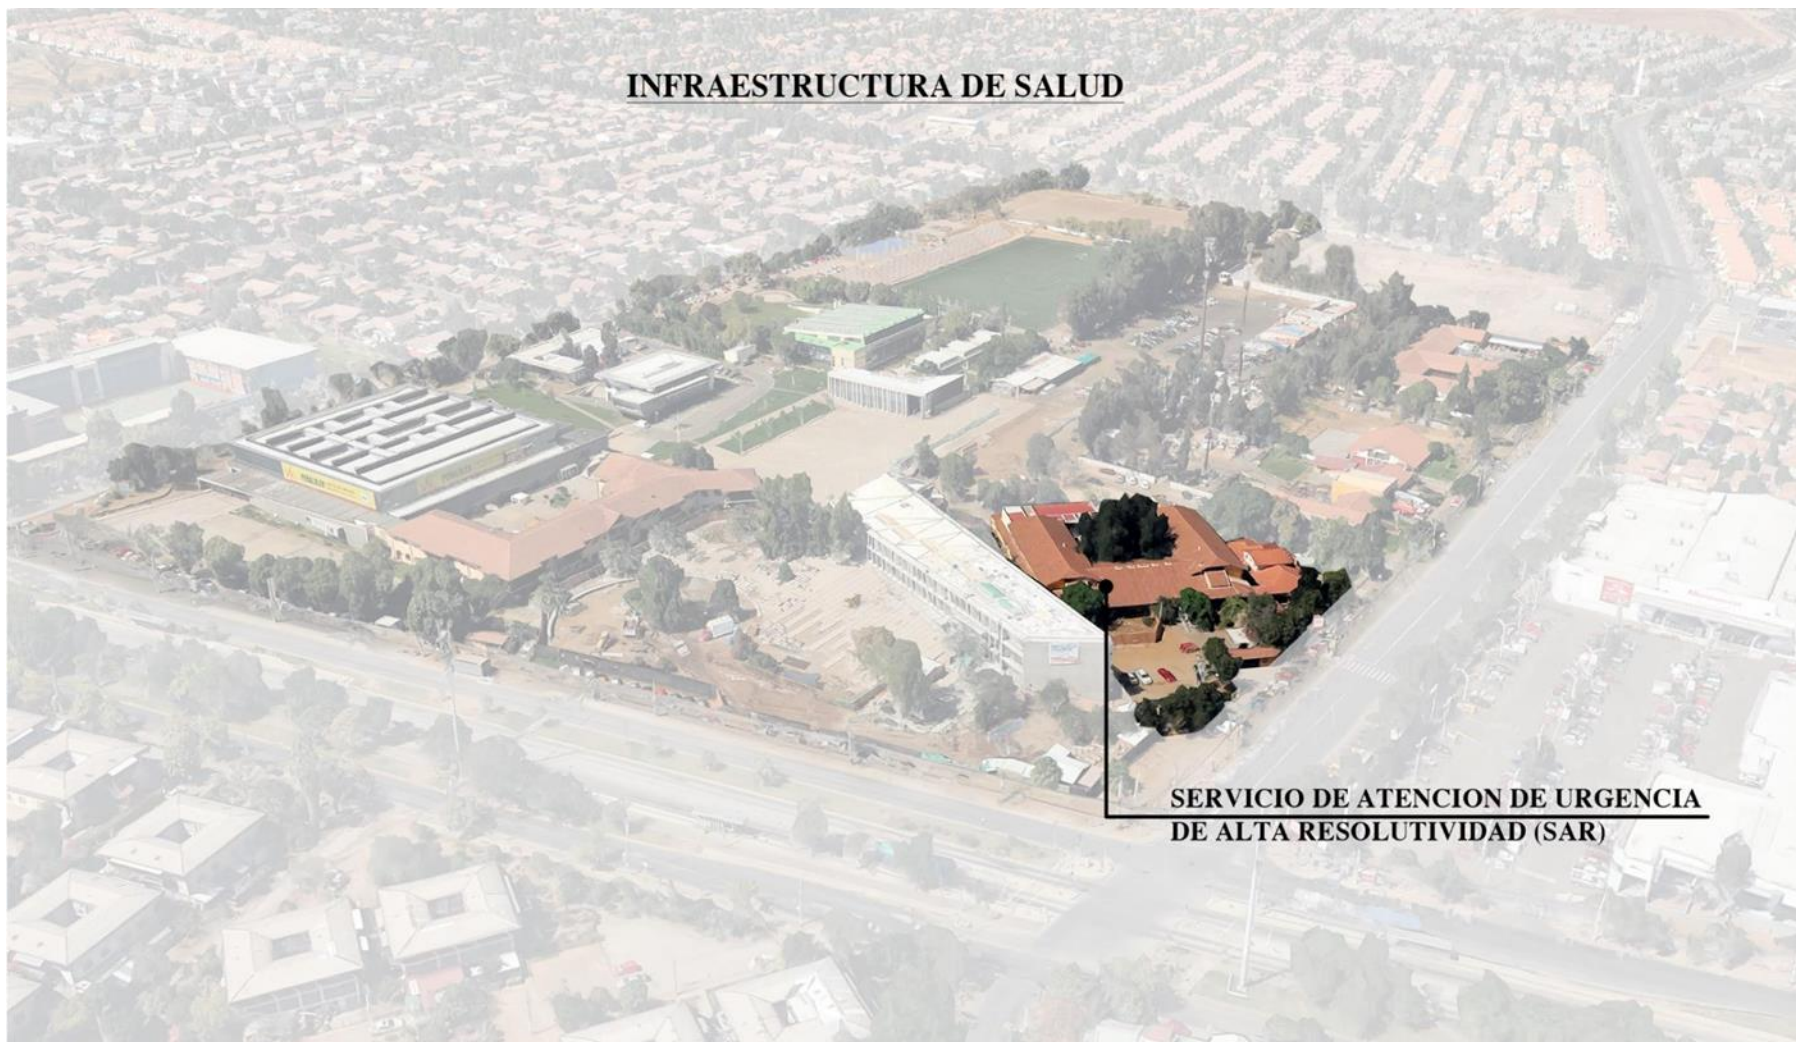 INFRAESTRUCTURA DE SALUD
SERVICIO DE ATENCION DE URGENCIA
DE ALTA RESOLUTIVIDAD (SAR)